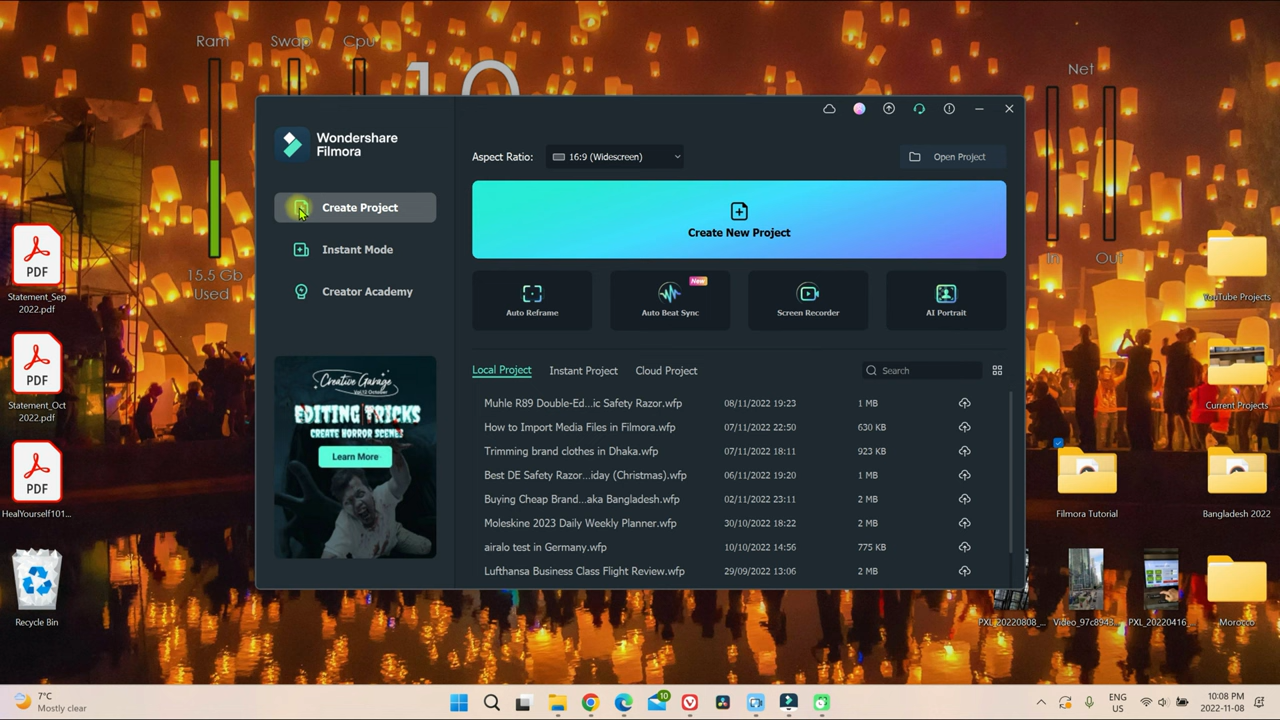 Ram
Swap
Cpu
10
Net
15.5 Gb
Used
In
Out
Wondershare
Filmora
Create Project
Instant Mode
Creator Academy
Creative Garage
EDITING TRICKS
CREATE HORROR SCENES
Learn More
Aspect Ratio:
16:9 (Widescreen)
Open Project
Create New Project
Auto Reframe
New
Auto Beat Sync
Screen Recorder
AI Portrait
Local Project
Instant Project
Cloud Project
Search
Muhle R89 Double-Ed...ic Safety Razor.wfp 08/11/2022 19:23 1 MB
How to Import Media Files in Filmora.wfp 07/11/2022 22:50 630 KB
Trimming brand clothes in Dhaka.wfp 07/11/2022 18:11 923 KB
Best DE Safety Razor...iday (Christmas).wfp 06/11/2022 19:20 1 MB
Buying Cheap Brand...aka Bangladesh.wfp 02/11/2022 23:11 2 MB
Moleskine 2023 Daily Weekly Planner.wfp 30/10/2022 18:22 2 MB
airalo test in Germany.wfp 10/10/2022 14:56 775 KB
Lufthansa Business Class Flight Review.wfp 29/09/2022 13:06 2 MB
PDF
Statement_Sep
2022.pdf
PDF
Statement_Oct
2022.pdf
PDF
HealYourself101...
Recycle Bin
YouTube Projects
Current Projects
Filmora Tutorial
Bangladesh 2022
PXL_20220808_...
Video_97c8943...
PXL_20220416_...
Morocco
7°C
Mostly clear
10
ENG
US
10:08 PM
2022-11-08